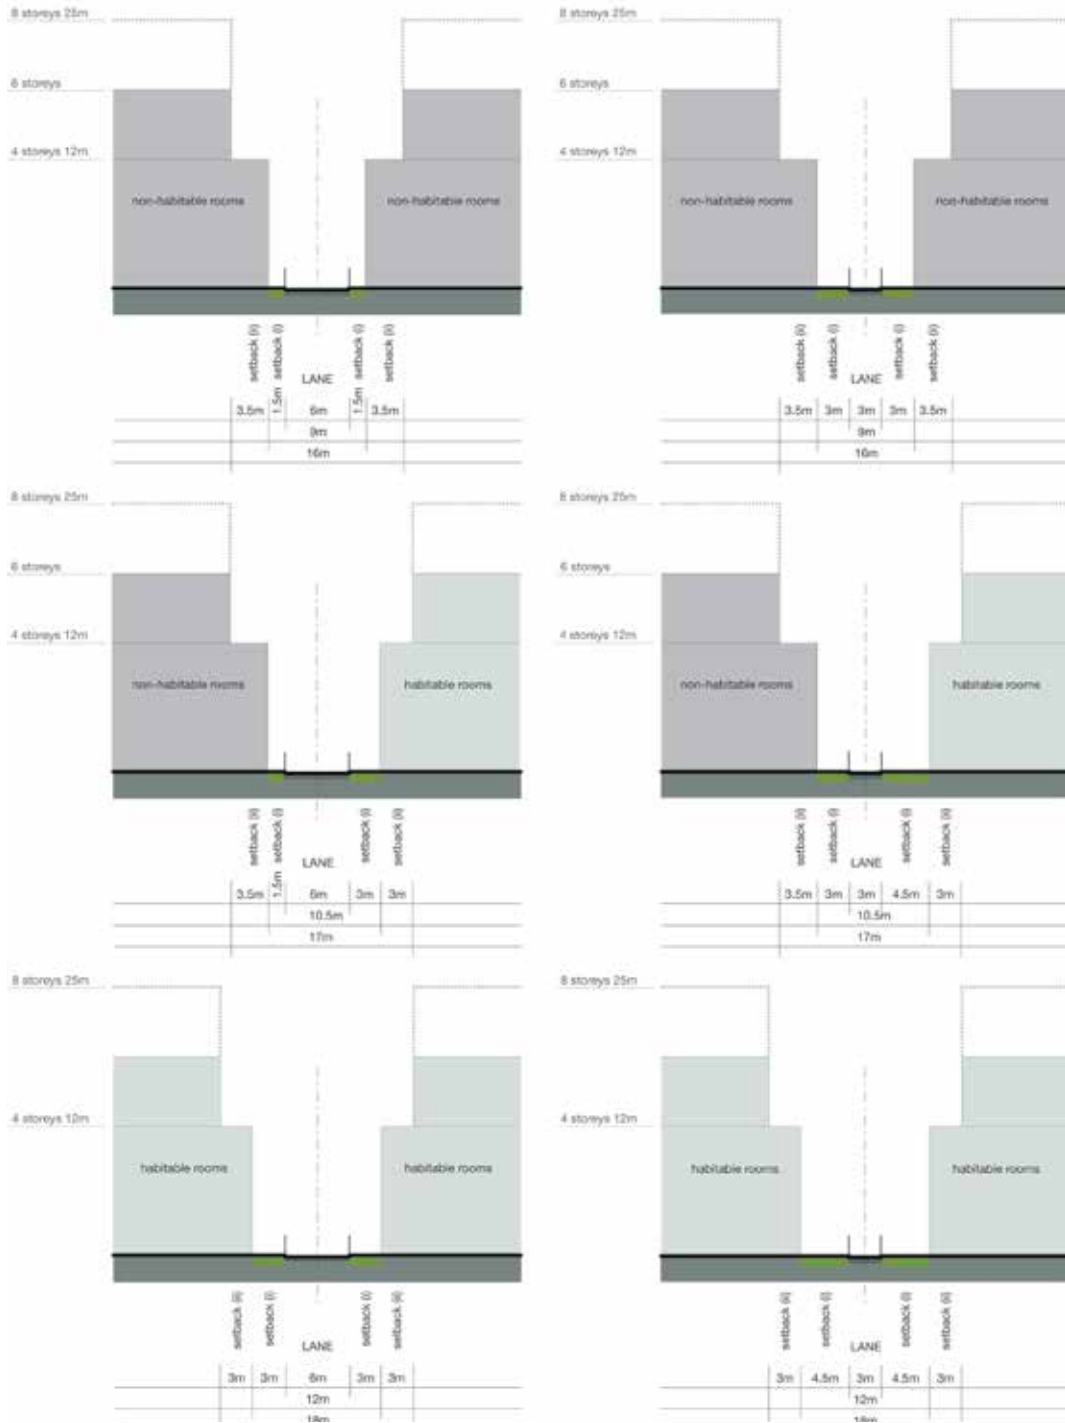 8 storeys 25m
6 storeys
4 storeys 12m
non-habitable rooms
non-habitable rooms
setback (ii)
setback (i)
LANE
setback (i)
setback (ii)
3.5m 1.5m 6m 1.5m 3.5m
9m
16m
8 storeys 25m
6 storeys
4 storeys 12m
non-habitable rooms
non-habitable rooms
setback (ii)
setback (i)
LANE
setback (i)
setback (ii)
3.5m 3m 3m 3m 3.5m
9m
16m
8 storeys 25m
6 storeys
4 storeys 12m
non-habitable rooms
habitable rooms
setback (ii)
setback (i)
LANE
setback (i)
setback (ii)
3.5m 1.5m 6m 3m 3m
10.5m
17m
8 storeys 25m
6 storeys
4 storeys 12m
non-habitable rooms
habitable rooms
setback (ii)
setback (i)
LANE
setback (i)
setback (ii)
3.5m 3m 3m 4.5m 3m
10.5m
17m
8 storeys 25m
4 storeys 12m
habitable rooms
habitable rooms
setback (ii)
setback (i)
LANE
setback (i)
setback (ii)
3m 3m 6m 3m 3m
12m
18m
8 storeys 25m
4 storeys 12m
habitable rooms
habitable rooms
setback (ii)
setback (i)
LANE
setback (i)
setback (ii)
3m 4.5m 3m 4.5m 3m
12m
18m